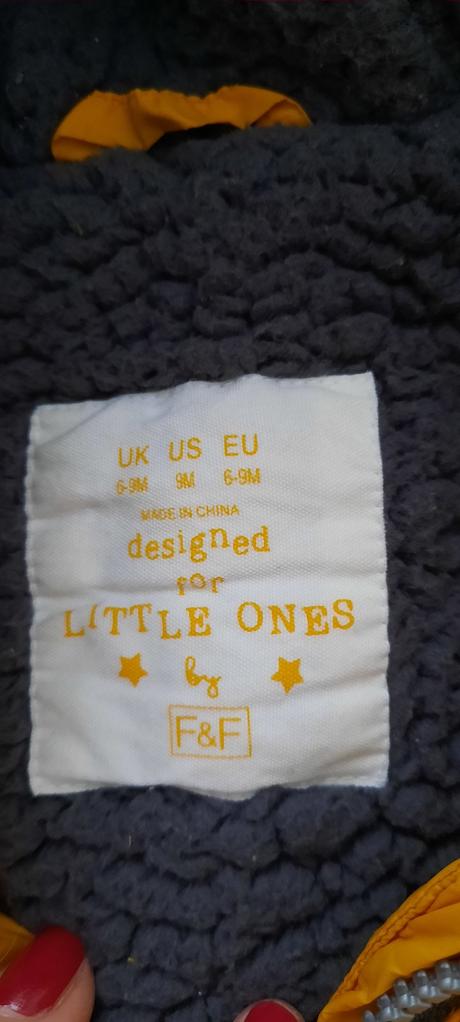 UK US EU
6-9M 9M 6-9M
MADE IN CHINA
designed
for
LITTLE ONES
by
F&F